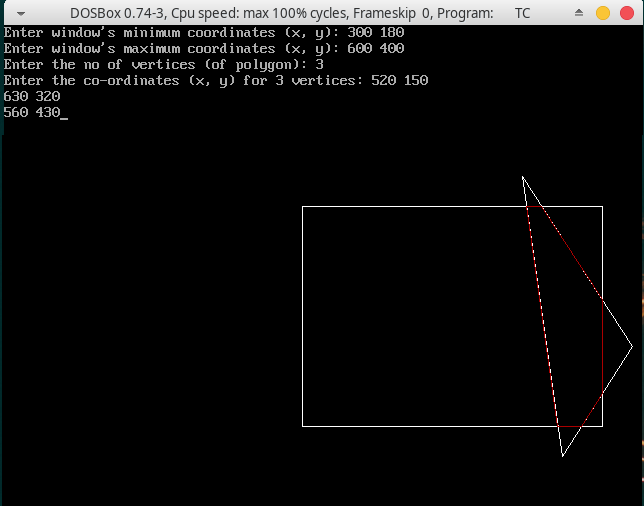 DOSBox 0.74-3, Cpu speed: max 100% cycles, Frameskip 0, Program: TC
Enter window's minimum coordinates (x, y): 300 180
Enter window's maximum coordinates (x, y): 600 400
Enter the no of vertices (of polygon): 3
Enter the co-ordinates (x, y) for 3 vertices: 520 150
630 320
560 430_